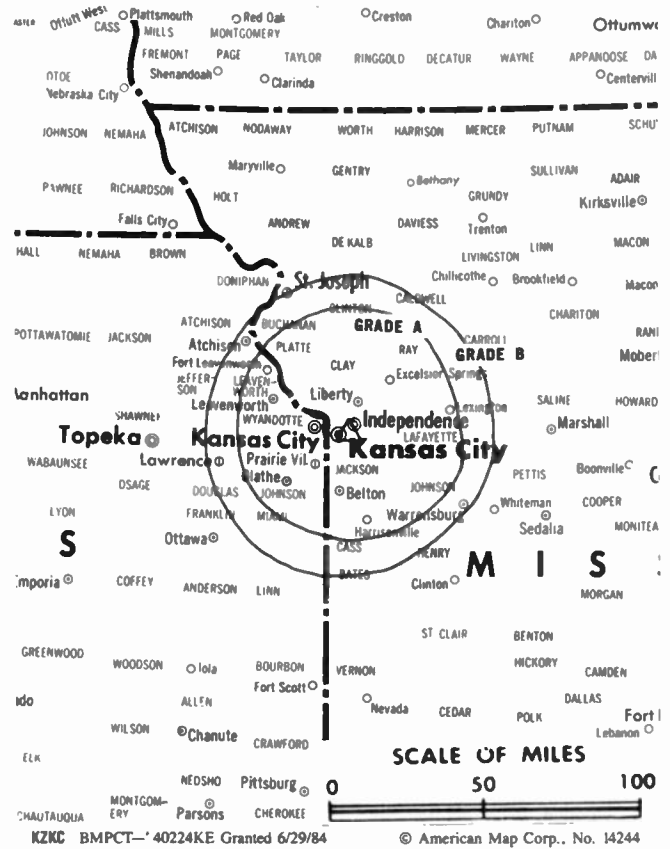 Plattsmouth Red Oak Creston Chariton
CASS MILLS MONTGOMERY
FREMONT PAGE TAYLOR RINGGOLD DECATUR WAYNE APPANOOSE DA
OTOE Shenandoah Clarinda Centervill
Nebraska City
JOHNSON NEMAHA ATCHISON NODAWAY WORTH HARRISON MERCER PUTNAM SCHU
Maryville GENTRY Bethany SULLIVAN ADAIR
PAWNEE RICHARDSON HOLT GRUNDY Kirksville
Falls City ANDREW DAVIESS Trenton
DE KALB LINN MACON
HALL NEMAHA BROWN LIVINGSTON
DONIPHAN St. Joseph Chillicothe Brookfield Macon
CLINTON CALDWELL
CHARITON
ATCHISON BUCHANAN GRADE A
POTTAWATOMIE JACKSON PLATTE RAY CARROLL RANI
Atchison GRADE B Mober
Fort Leavenworth CLAY
JEFFER- LEAVEN- Excelsior Springs
SON WORTH
Manhattan Leavenworth Liberty Lexington SALINE HOWARD
SHAWNEE WYANDOTTE Independence Marshall
Topeka Kansas City Kansas City
LAFAYETTE
WABAUNSEE Lawrence Prairie Vil. JACKSON PETTIS Boonville
OSAGE Olathe
DOUGLAS JOHNSON Belton JOHNSON Whiteman COOPER
LYON FRANKLIN MIAMI Warrensburg Sedalia MONITEA
Harrisonville
S Ottawa CASS HENRY
M I S
Emporia COFFEY ANDERSON LINN BATES Clinton
MORGAN
ST CLAIR BENTON
GREENWOOD HICKORY
WOODSON Iola BOURBON VERNON CAMDEN
Fort Scott
ido ALLEN Nevada DALLAS
CEDAR POLK Fort
WILSON Chanute Lebanon
CRAWFORD
ELK SCALE OF MILES
NEOSHO Pittsburg 0 50 100
MONTGOM-
ERY
CHAUTAUQUA Parsons CHEROKEE
KZKC BMPCT—'40224KE Granted 6/29/84 © American Map Corp., No. 14244